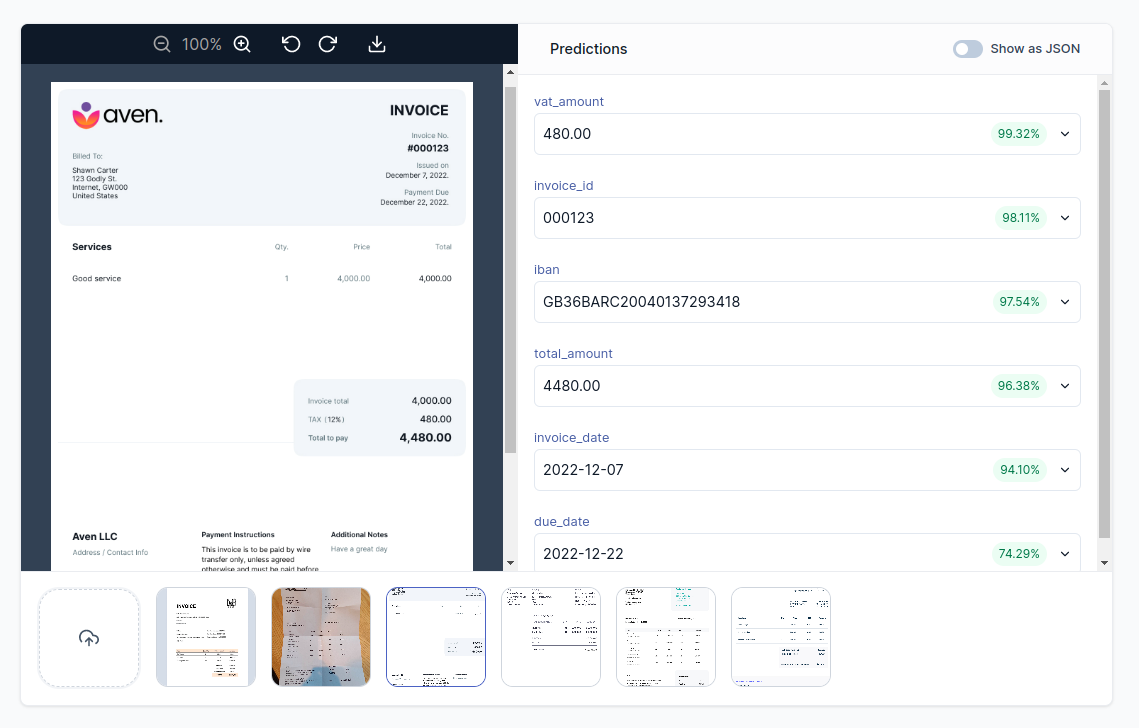 100%
Predictions
Show as JSON
aven.
INVOICE
Invoice No.
#000123
Issued on
December 7, 2022.
Payment Due
December 22, 2022.
Billed To:
Shawn Carter
123 Godly St.
Internet, GW000
United States
Services Qty. Price Total
Good service 1 4,000.00 4,000.00
Invoice total 4,000.00
TAX (12%) 480.00
Total to pay 4,480.00
Aven LLC
Address / Contact Info
Payment Instructions
This invoice is to be paid by wire
transfer only, unless agreed
otherwise and must be paid before
Additional Notes
Have a great day
vat_amount
480.00 99.32%
invoice_id
000123 98.11%
iban
GB36BARC20040137293418 97.54%
total_amount
4480.00 96.38%
invoice_date
2022-12-07 94.10%
due_date
2022-12-22 74.29%
INVOICE